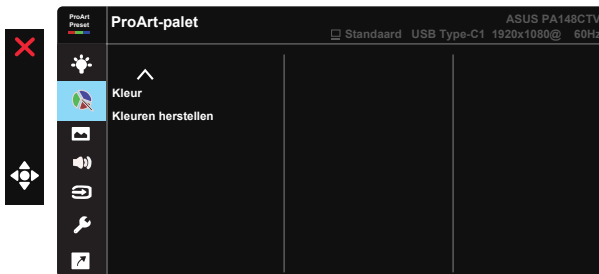 ProArt
Preset
ProArt-palet
ASUS PA148CTV
Standaard USB Type-C1 1920x1080@ 60Hz
Kleur
Kleuren herstellen